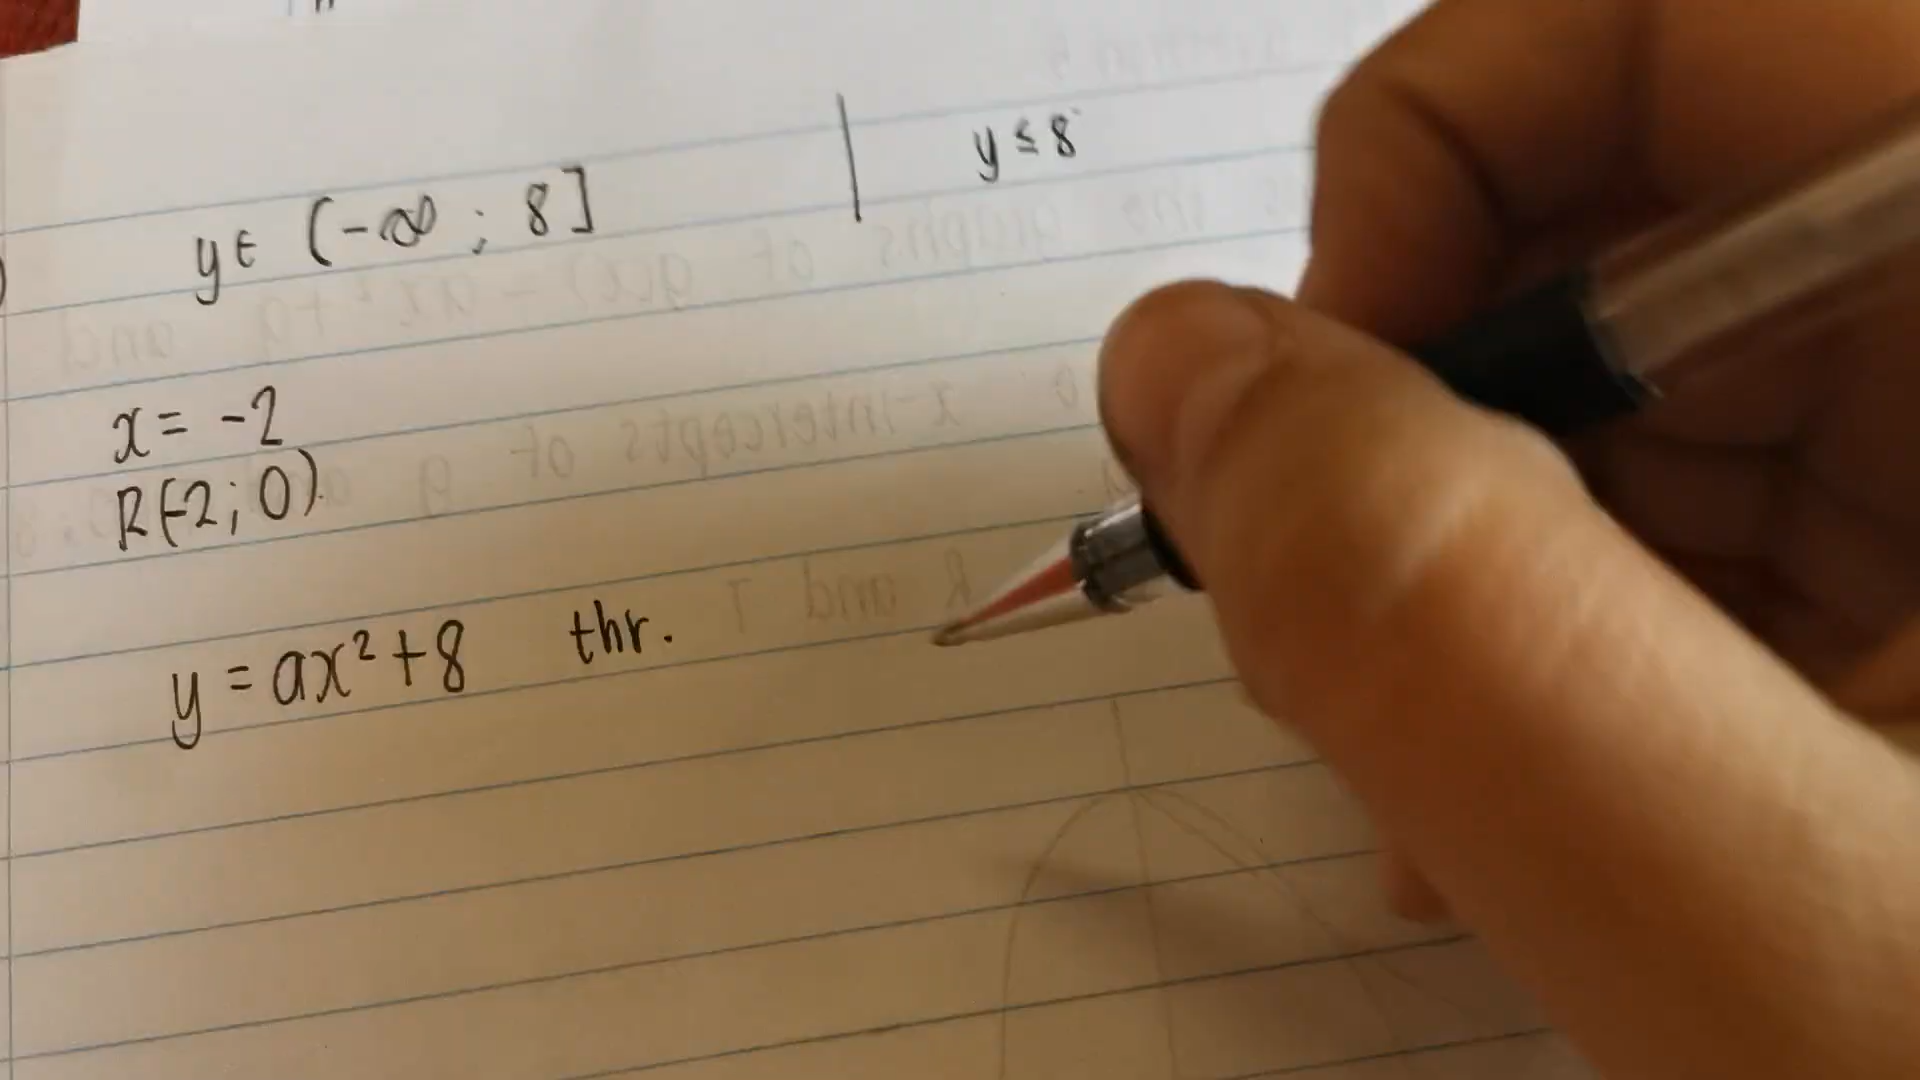 y∈ (-∞ ; 8] | y ≤ 8
x = -2
R(-2; 0)
y = ax² + 8 thr.